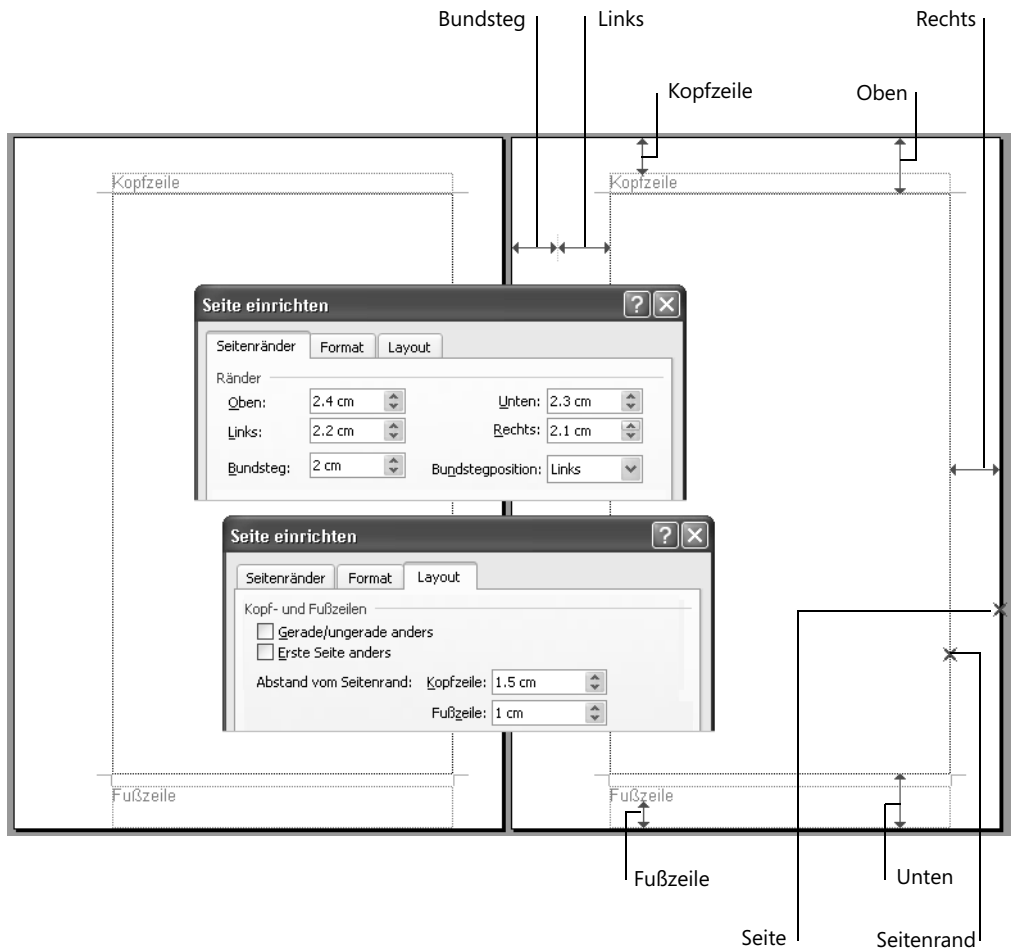 Bundsteg
Links
Rechts
Kopfzeile
Oben
Kopfzeile
Kopfzeile
Seite einrichten
Seitenränder Format Layout
Ränder
Oben: 2.4 cm Unten: 2.3 cm
Links: 2.2 cm Rechts: 2.1 cm
Bundsteg: 2 cm Bundstegposition: Links
Seite einrichten
Seitenränder Format Layout
Kopf- und Fußzeilen
Gerade/ungerade anders
Erste Seite anders
Abstand vom Seitenrand: Kopfzeile: 1.5 cm
Fußzeile: 1 cm
Fußzeile
Fußzeile
Fußzeile
Unten
Seite
Seitenrand